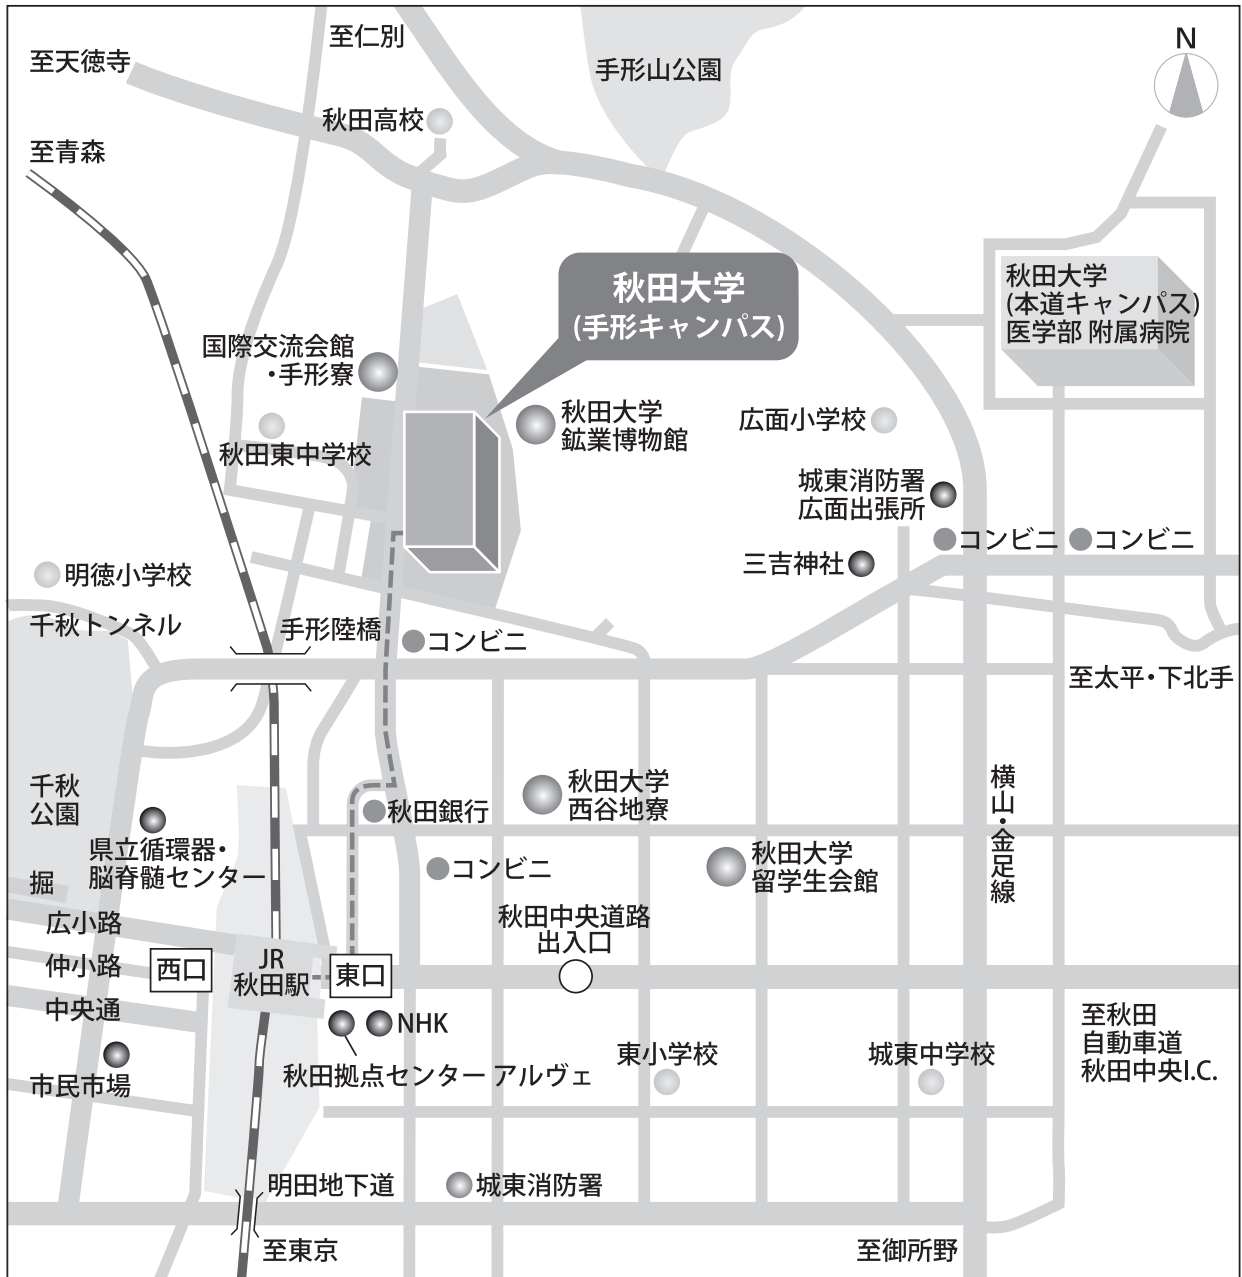 至仁別
至天徳寺
手形山公園
N
秋田高校
至青森
秋田大学
(手形キャンパス)
秋田大学
(本道キャンパス)
医学部 附属病院
国際交流会館
・手形寮
秋田大学
鉱業博物館
広面小学校
秋田東中学校
城東消防署
広面出張所
コンビニ
コンビニ
三吉神社
明徳小学校
千秋トンネル
手形陸橋
コンビニ
至太平・下北手
千秋
公園
秋田大学
西谷地寮
横山・金足線
秋田銀行
県立循環器・
脳脊髄センター
コンビニ
秋田大学
留学生会館
掘
広小路
秋田中央道路
出入口
仲小路
西口
JR
秋田駅
東口
中央通
NHK
至秋田
自動車道
秋田中央I.C.
市民市場
秋田拠点センター アルヴェ
東小学校
城東中学校
明田地下道
城東消防署
至東京
至御所野